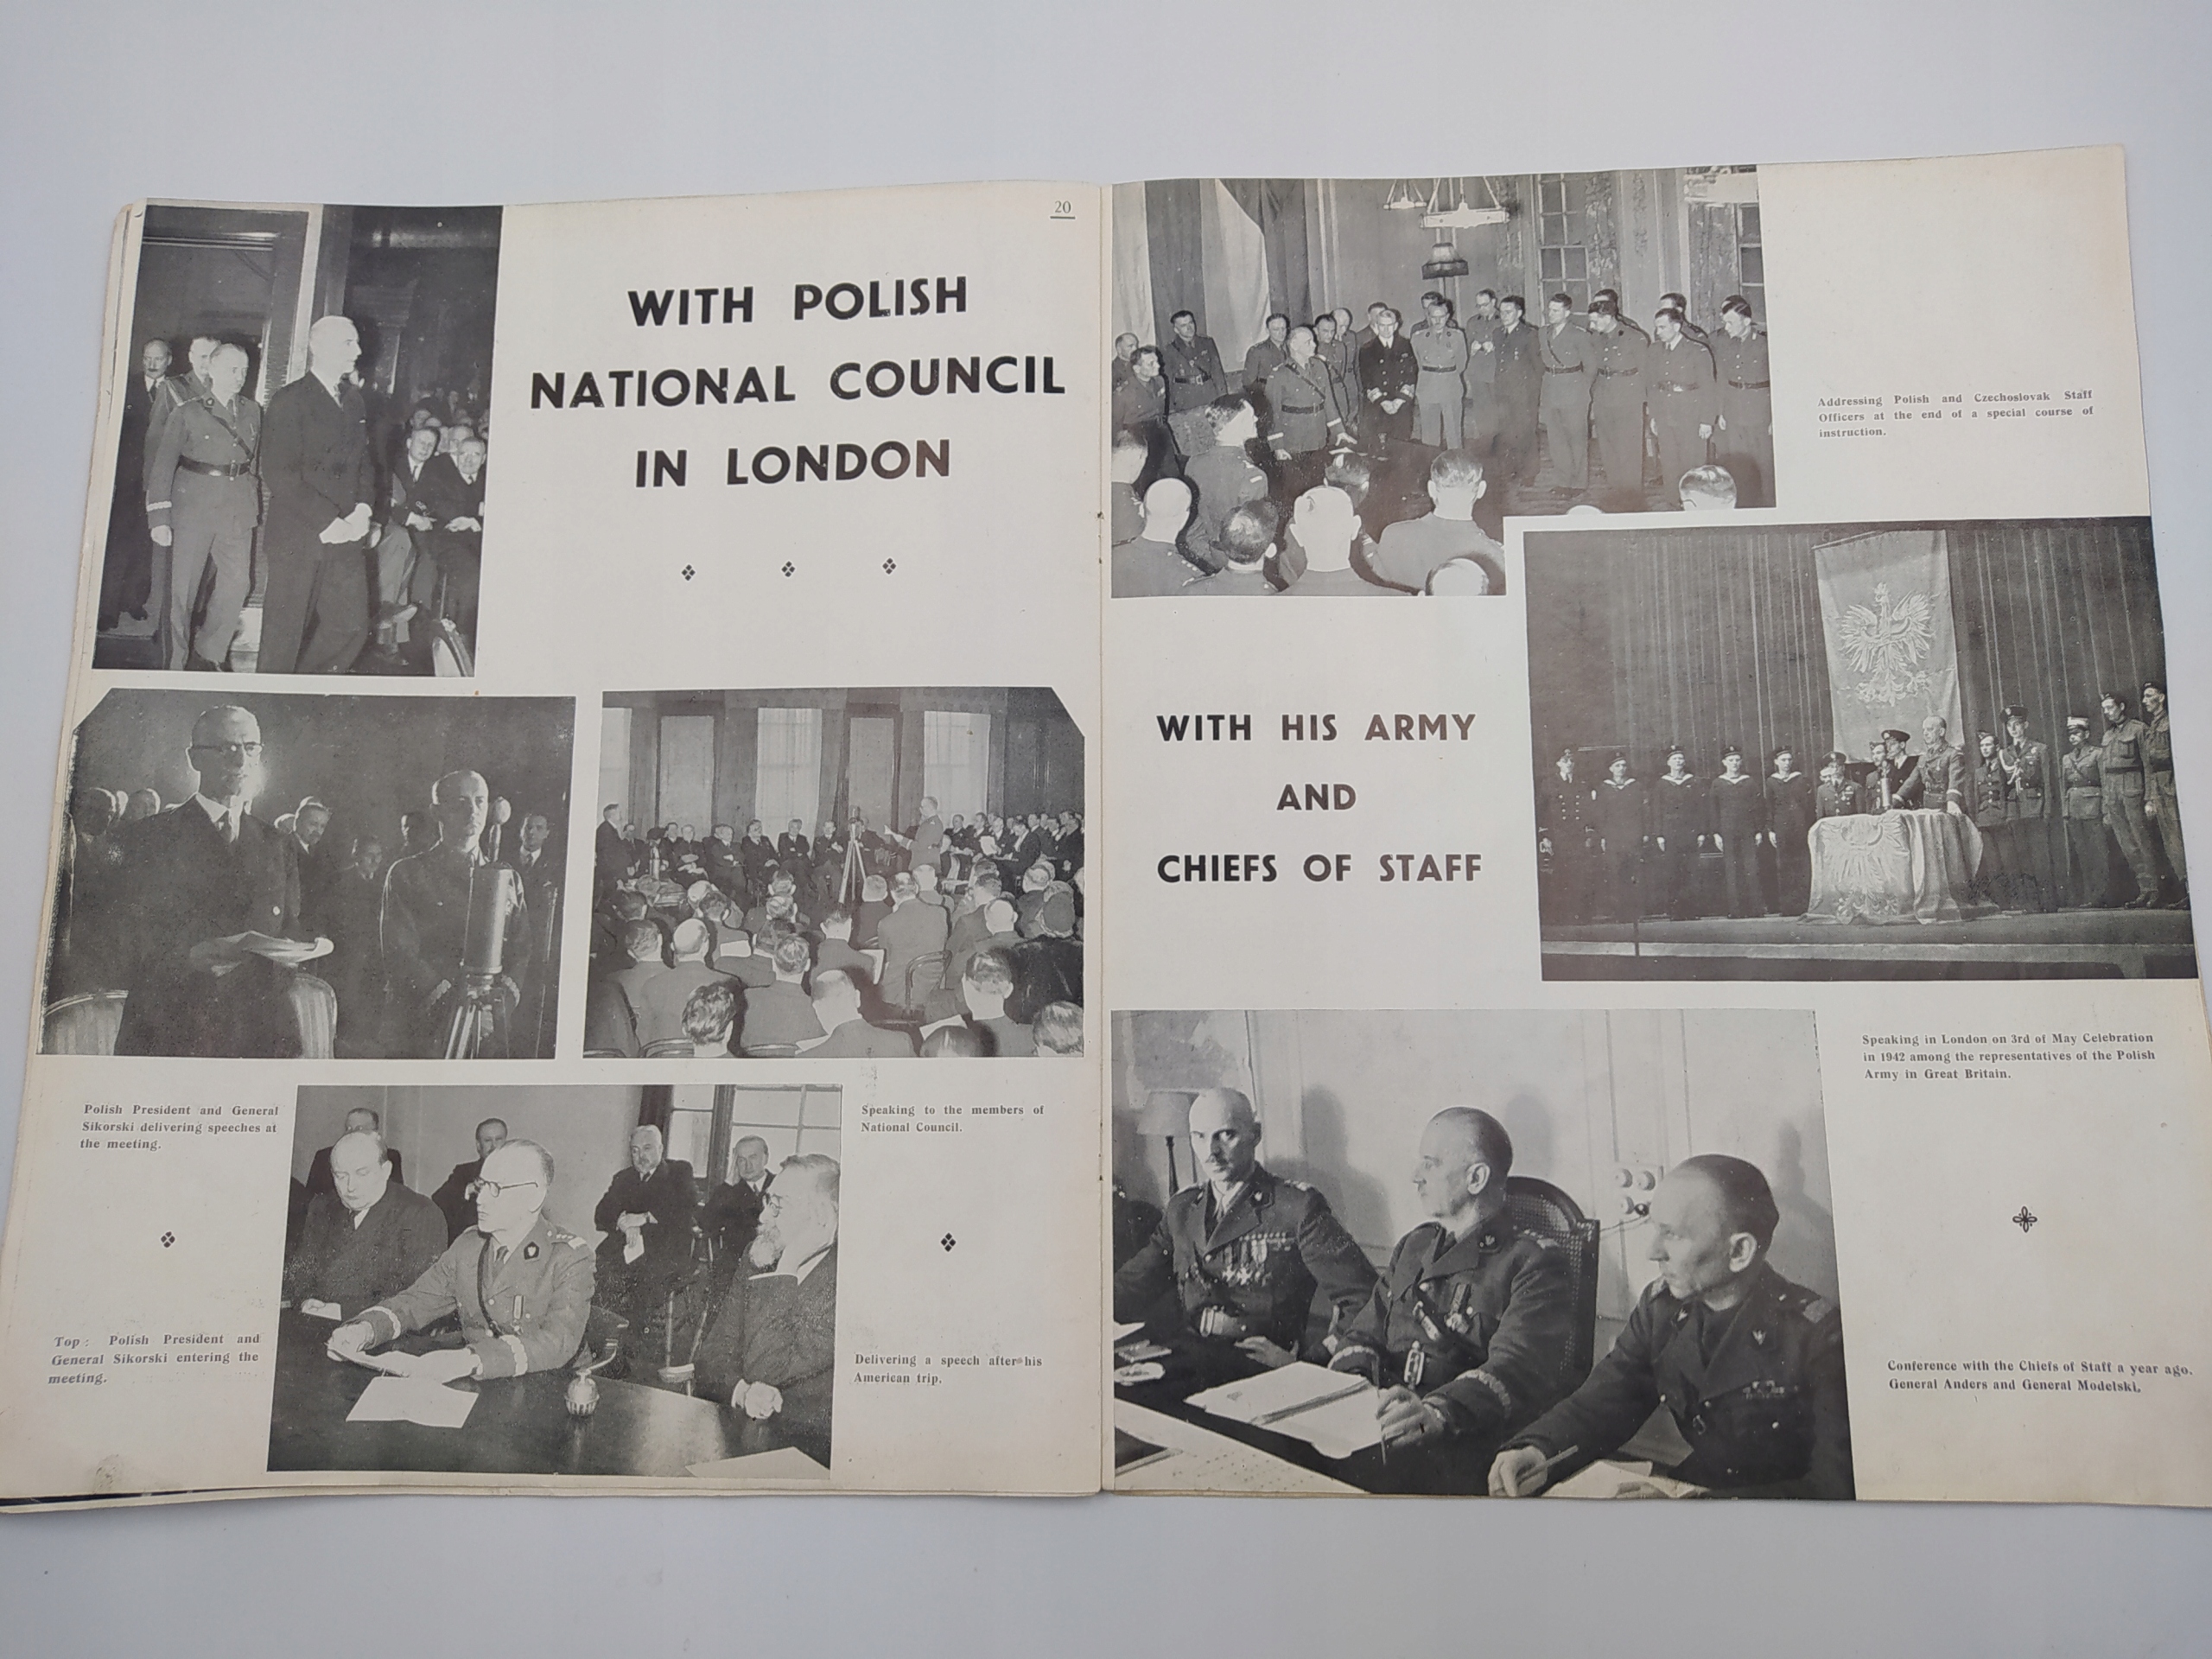 20
WITH POLISH
NATIONAL COUNCIL
IN LONDON
Polish President and General
Sikorski delivering speeches at
the meeting.
Speaking to the members of
National Council.
Top: Polish President and
General Sikorski entering the
meeting.
Delivering a speech after his
American trip.
Addressing Polish and Czechoslovak Staff
Officers at the end of a special course of
instruction.
WITH HIS ARMY
AND
CHIEFS OF STAFF
Speaking in London on 3rd of May Celebration
in 1942 among the representatives of the Polish
Army in Great Britain.
Conference with the Chiefs of Staff a year ago.
General Anders and General Modelski.